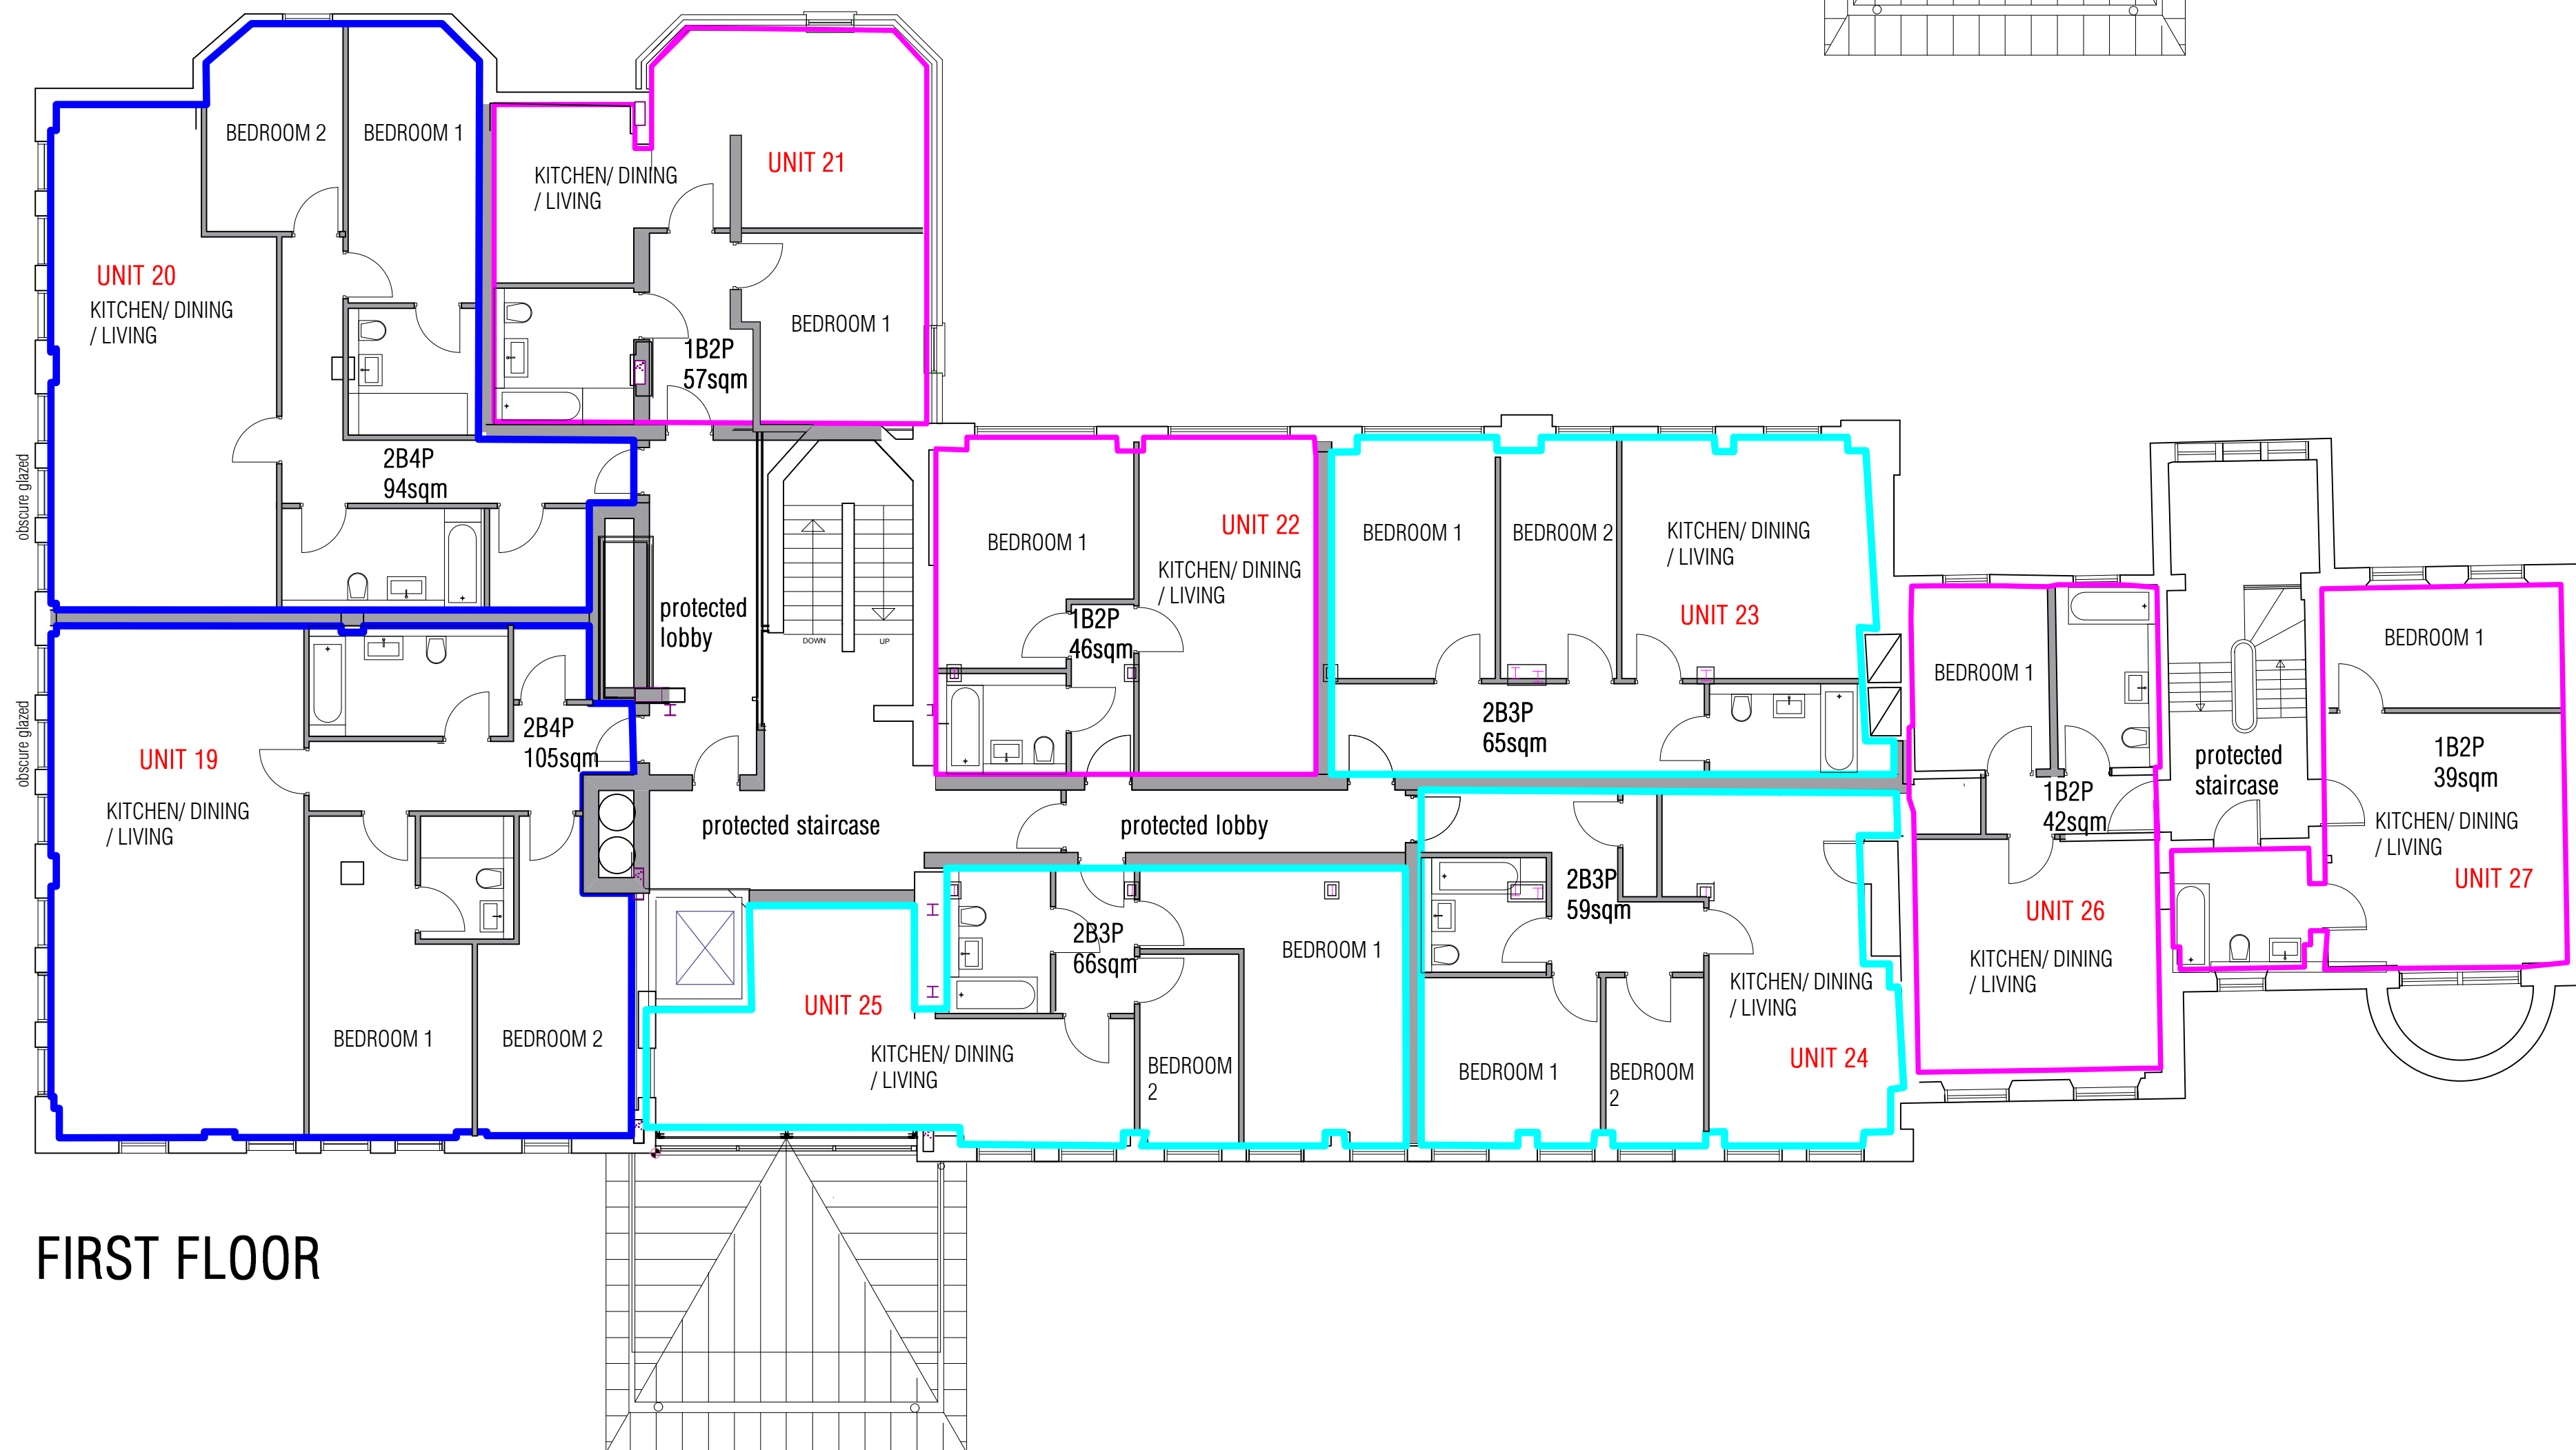 BEDROOM 2
BEDROOM 1
UNIT 20
KITCHEN/ DINING
/ LIVING
2B4P
94sqm
obscure glazed
KITCHEN/ DINING
/ LIVING
UNIT 21
BEDROOM 1
1B2P
57sqm
protected
lobby
DOWN
UP
BEDROOM 1
UNIT 22
KITCHEN/ DINING
/ LIVING
1B2P
46sqm
BEDROOM 1
BEDROOM 2
KITCHEN/ DINING
/ LIVING
UNIT 23
2B3P
65sqm
BEDROOM 1
1B2P
42sqm
UNIT 26
KITCHEN/ DINING
/ LIVING
protected
staircase
BEDROOM 1
1B2P
39sqm
KITCHEN/ DINING
/ LIVING
UNIT 27
obscure glazed
UNIT 19
KITCHEN/ DINING
/ LIVING
2B4P
105sqm
BEDROOM 1
BEDROOM 2
protected staircase
protected lobby
UNIT 25
KITCHEN/ DINING
/ LIVING
2B3P
66sqm
BEDROOM 1
BEDROOM
2
2B3P
59sqm
KITCHEN/ DINING
/ LIVING
UNIT 24
BEDROOM 1
BEDROOM
2
FIRST FLOOR